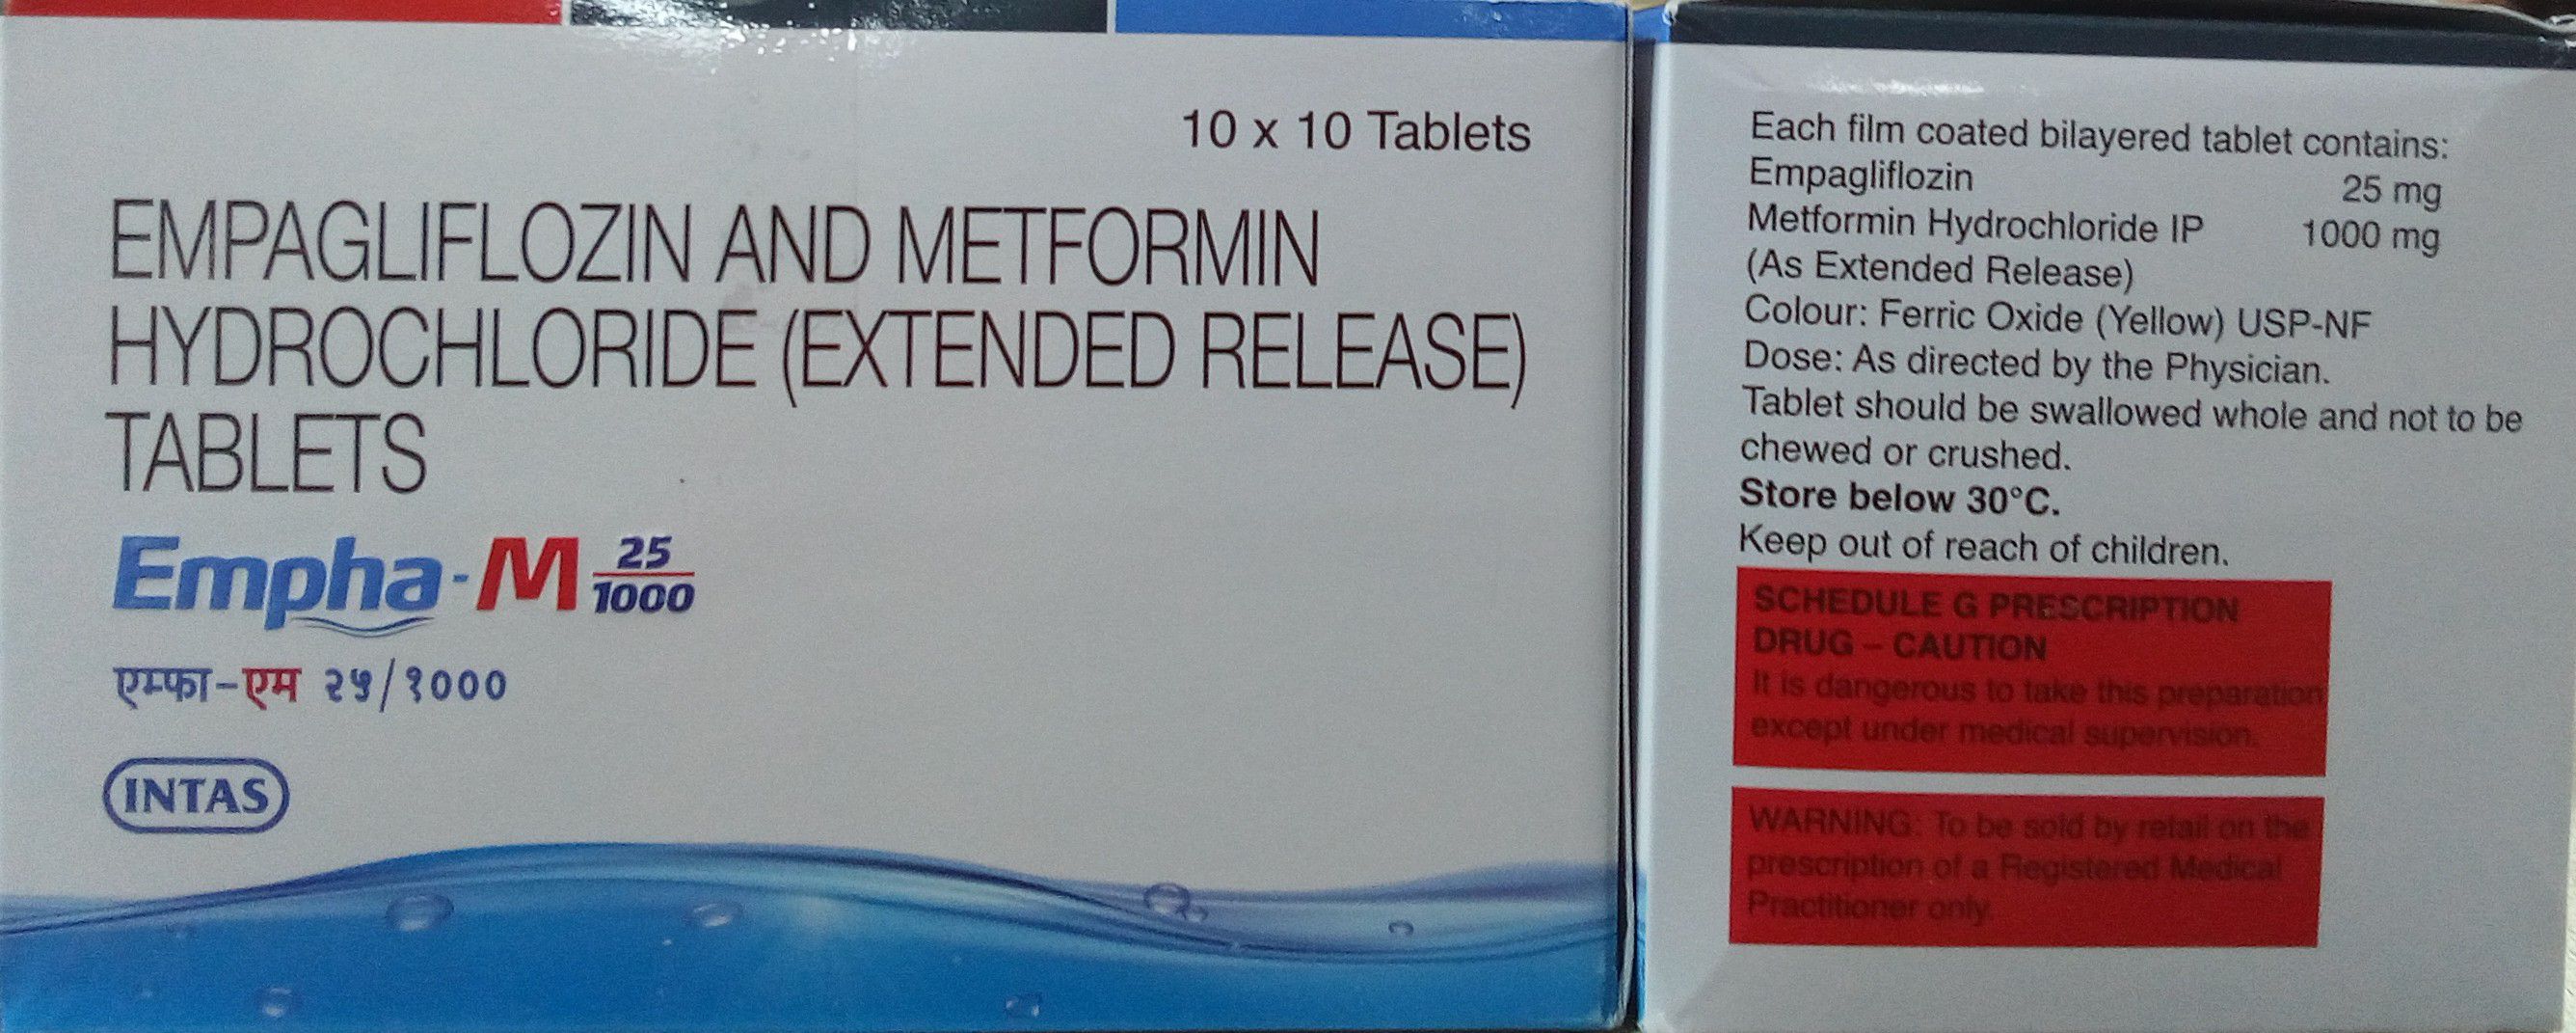 10 x 10 Tablets
EMPAGLIFLOZIN AND METFORMIN
HYDROCHLORIDE (EXTENDED RELEASE)
TABLETS
Empha-M 25/1000
एम्फा-एम २५/१०००
INTAS
Each film coated bilayered tablet contains:
Empagliflozin 25 mg
Metformin Hydrochloride IP 1000 mg
(As Extended Release)
Colour: Ferric Oxide (Yellow) USP-NF
Dose: As directed by the Physician.
Tablet should be swallowed whole and not to be
chewed or crushed.
Store below 30°C.
Keep out of reach of children.
SCHEDULE G PRESCRIPTION
DRUG – CAUTION
It is dangerous to take this preparation
except under medical supervision.
WARNING: To be sold by retail on the
prescription of a Registered Medical
Practitioner only.